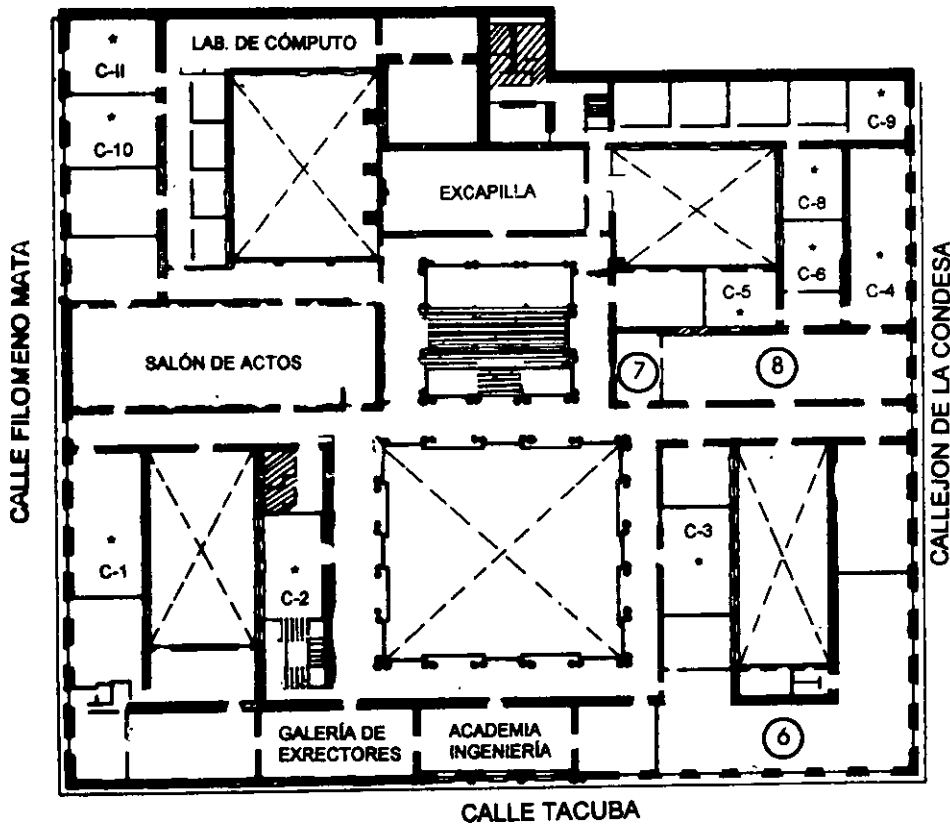 LAB. DE CÓMPUTO
*
C-II
*
C-10
*
C-9
EXCAPILLA
*
C-8
*
C-6
*
C-4
C-5
*
CALLE FILOMENO MATA
CALLEJON DE LA CONDESA
SALÓN DE ACTOS
7
8
*
C-1
*
C-2
C-3
*
GALERÍA DE
EXRECTORES
ACADEMIA
INGENIERÍA
6
CALLE TACUBA